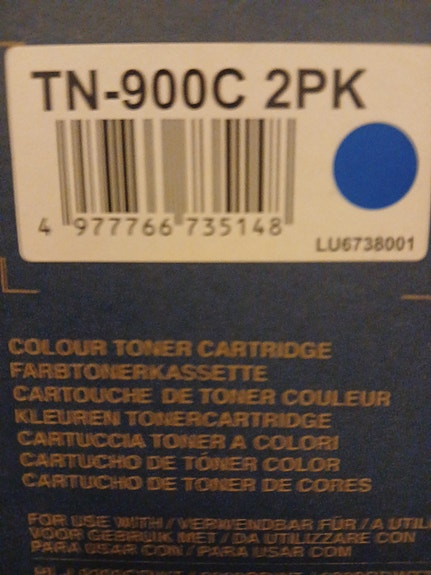 TN-900C 2PK
4 977766 735148
LU6738001
COLOUR TONER CARTRIDGE
FARBTONERKASSETTE
CARTOUCHE DE TONER COULEUR
KLEUREN TONERCARTRIDGE
CARTUCCIA TONER A COLORI
CARTUCHO DE TÓNER COLOR
CARTUCHO DE TONER DE CORES
FOR USE WITH / VERWENDBAR FÜR / A UTILI
VOOR GEBRUIK MET / DA UTILIZZARE CON
PARA USAR CON / PARA USAR COM